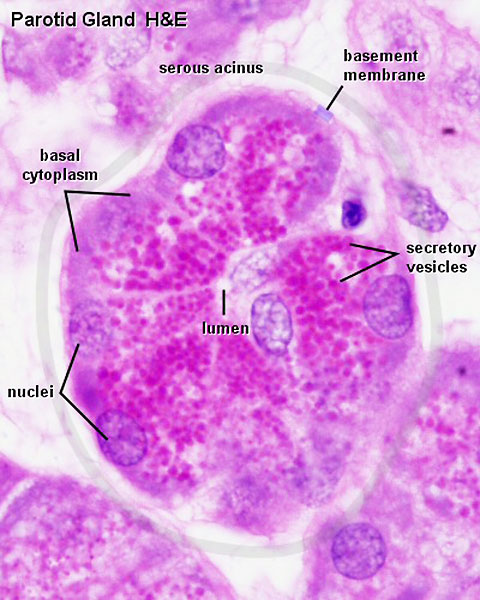 Parotid Gland H&E
serous acinus
basement
membrane
basal
cytoplasm
secretory
vesicles
lumen
nuclei